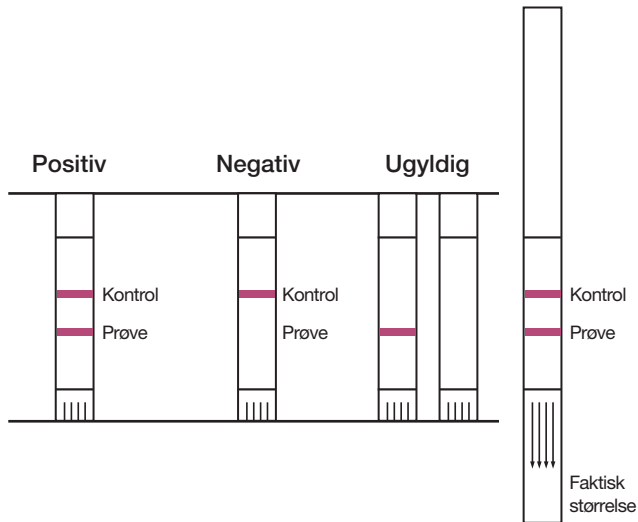 Positiv
Negativ
Ugyldig
Kontrol
Kontrol
Kontrol
Prøve
Prøve
Prøve
Faktisk
størrelse